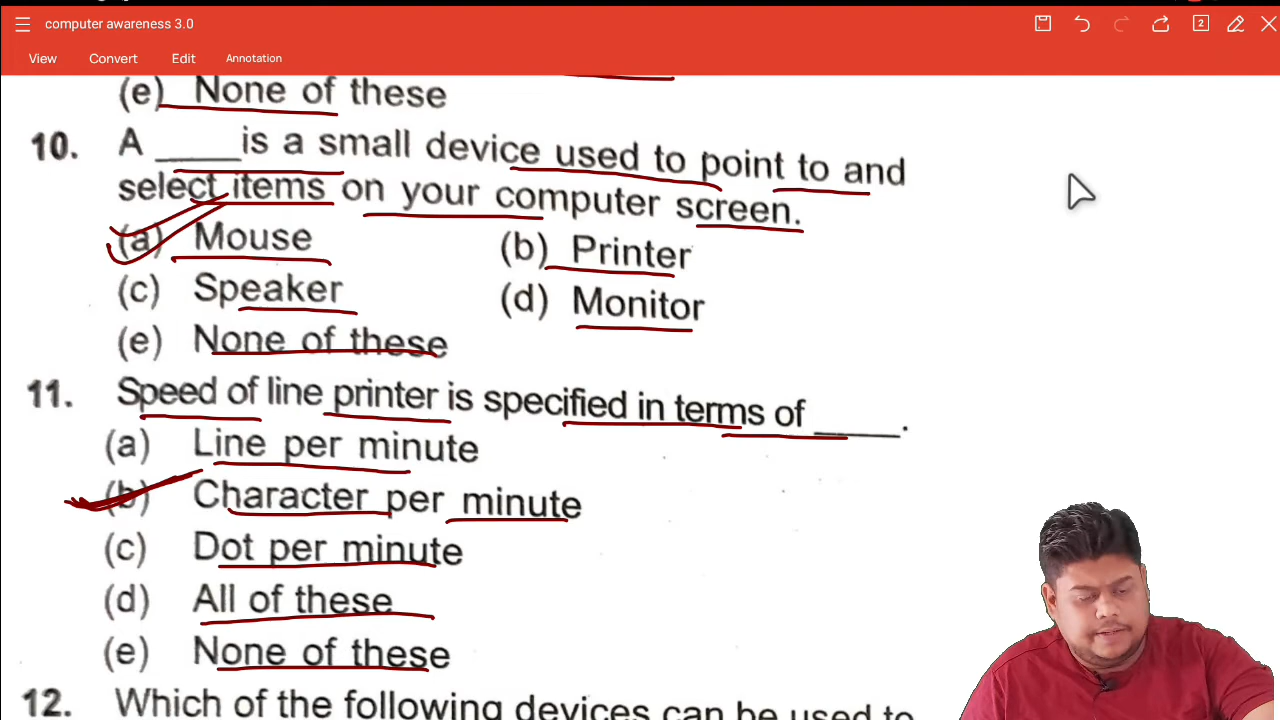 computer awareness 3.0
2
View Convert Edit Annotation
(e) None of these
10. A _____ is a small device used to point to and
select items on your computer screen.
(a) Mouse (b) Printer
(c) Speaker (d) Monitor
(e) None of these
11. Speed of line printer is specified in terms of _____.
(a) Line per minute
(b) Character per minute
(c) Dot per minute
(d) All of these
(e) None of these
12. Which of the following devices can be used to